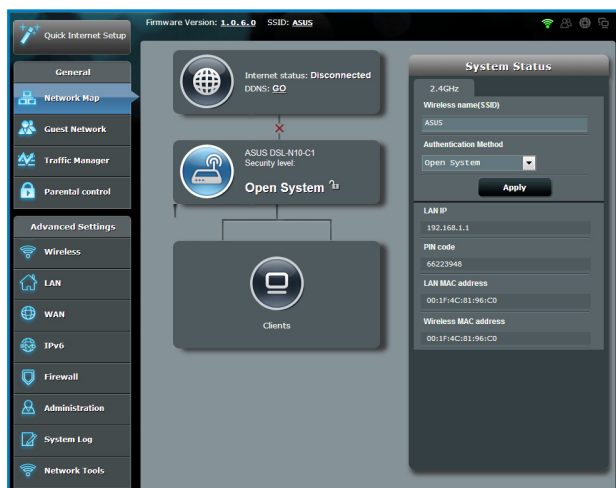 Quick Internet Setup
General
Network Map
Guest Network
Traffic Manager
Parental control
Advanced Settings
Wireless
LAN
WAN
IPv6
Firewall
Administration
System Log
Network Tools
Firmware Version: 1.0.6.0 SSID: ASUS
Internet status: Disconnected
DDNS: GO
ASUS DSL-N10-C1
Security level:
Open System
Clients
System Status
2.4GHz
Wireless name(SSID)
ASUS
Authentication Method
Open System
Apply
LAN IP
192.168.1.1
PIN code
66223948
LAN MAC address
00:1F:4C:81:96:C0
Wireless MAC address
00:1F:4C:81:96:C0